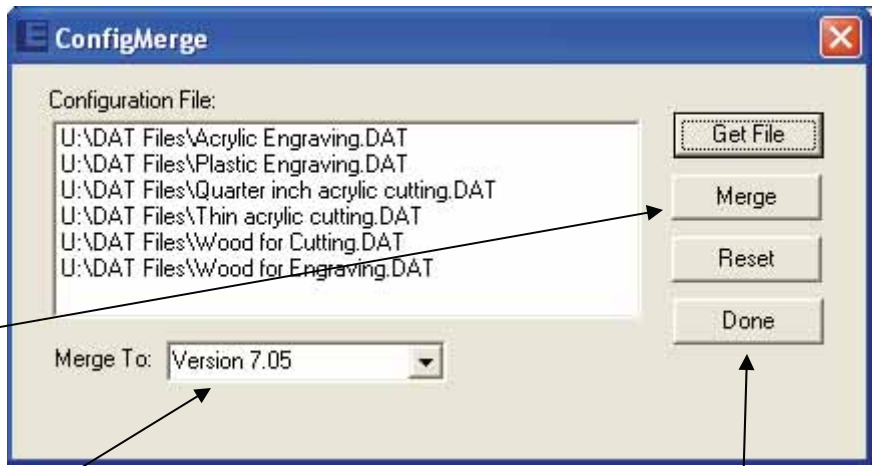 E ConfigMerge
Configuration File:
U:\DAT Files\Acrylic Engraving.DAT
U:\DAT Files\Plastic Engraving.DAT
U:\DAT Files\Quarter inch acrylic cutting.DAT
U:\DAT Files\Thin acrylic cutting.DAT
U:\DAT Files\Wood for Cutting.DAT
U:\DAT Files\Wood for Engraving.DAT
Get File
Merge
Reset
Done
Merge To: Version 7.05